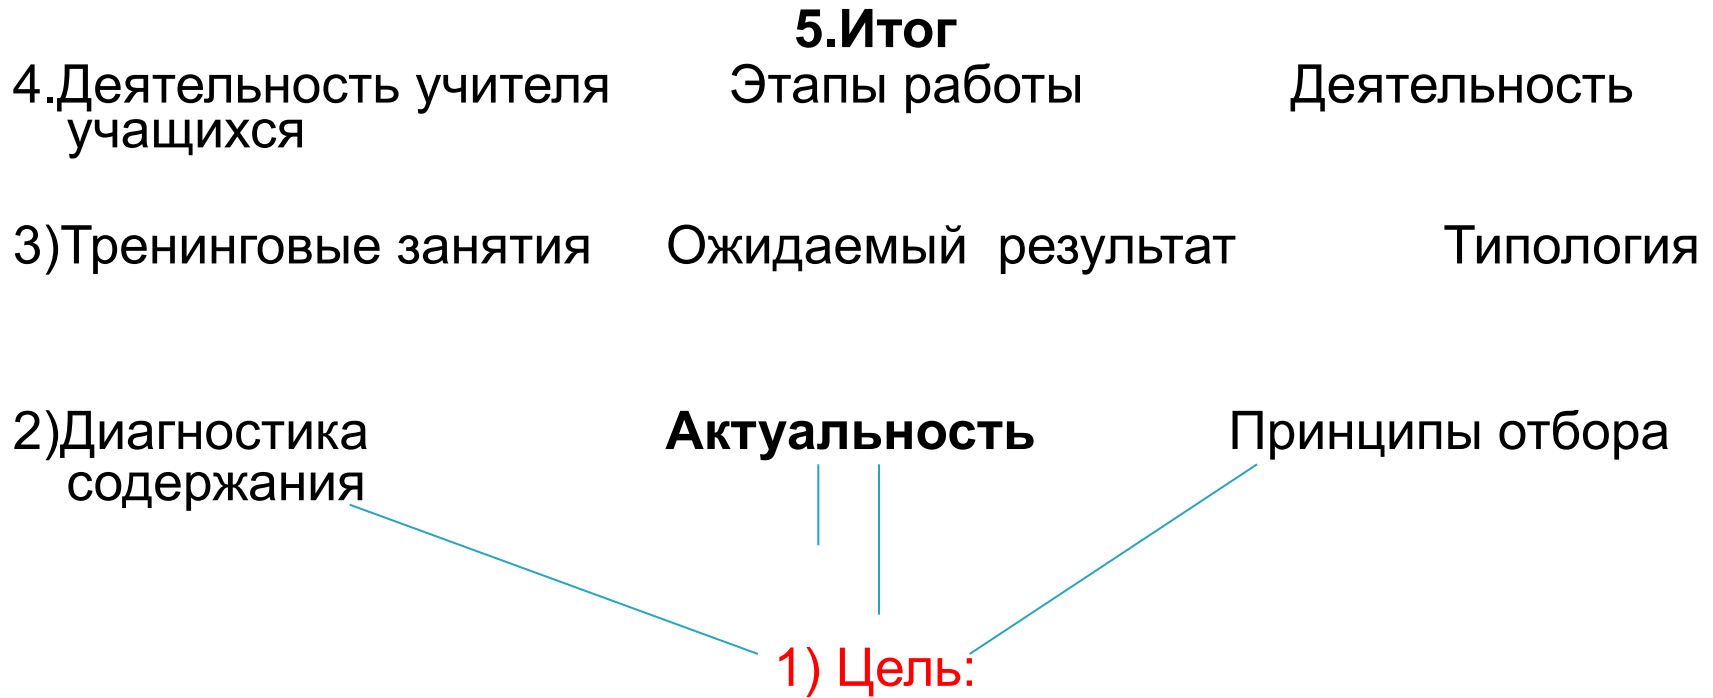 5.Итог
4.Деятельность учителя Этапы работы Деятельность
учащихся
3)Тренинговые занятия Ожидаемый результат Типология
2)Диагностика Актуальность Принципы отбора
содержания
1) Цель: